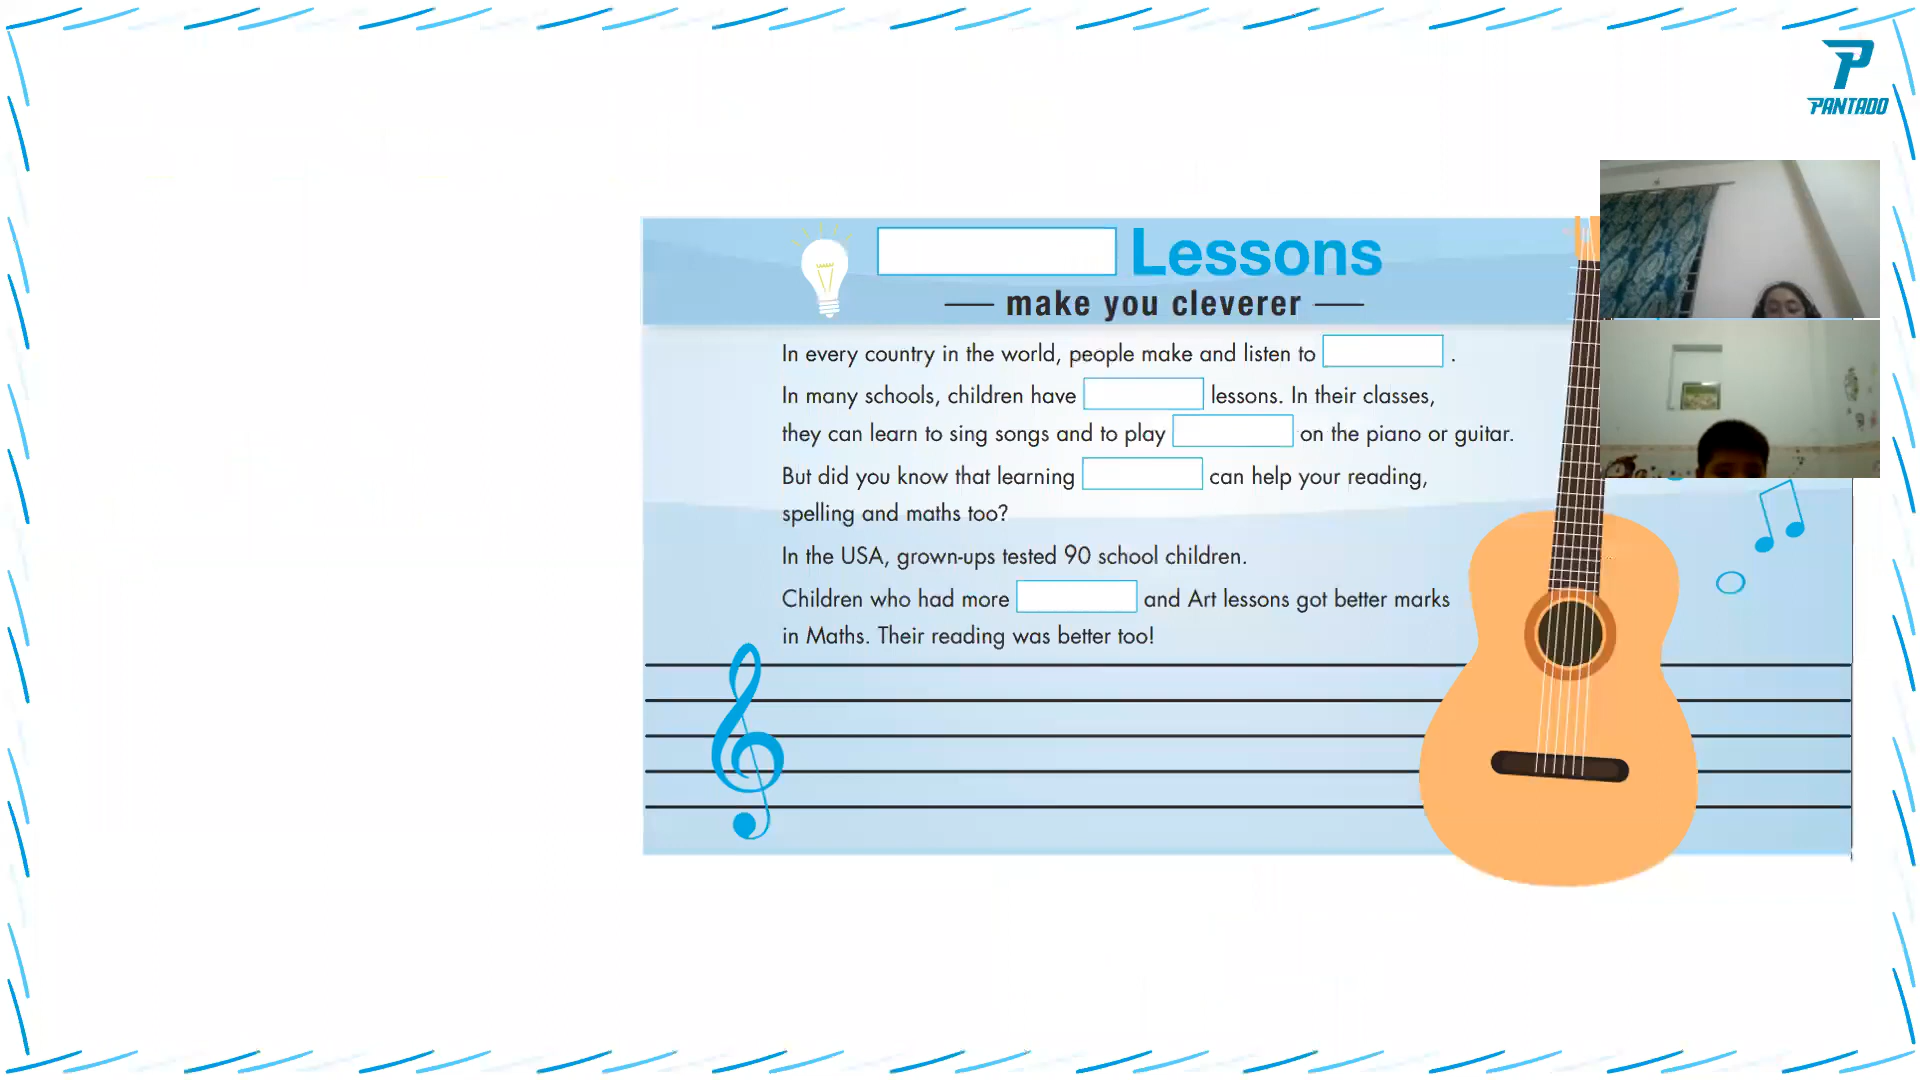 PANTADO
Lessons
make you cleverer
In every country in the world, people make and listen to .
In many schools, children have lessons. In their classes,
they can learn to sing songs and to play on the piano or guitar.
But did you know that learning can help your reading,
spelling and maths too?
In the USA, grown-ups tested 90 school children.
Children who had more and Art lessons got better marks
in Maths. Their reading was better too!